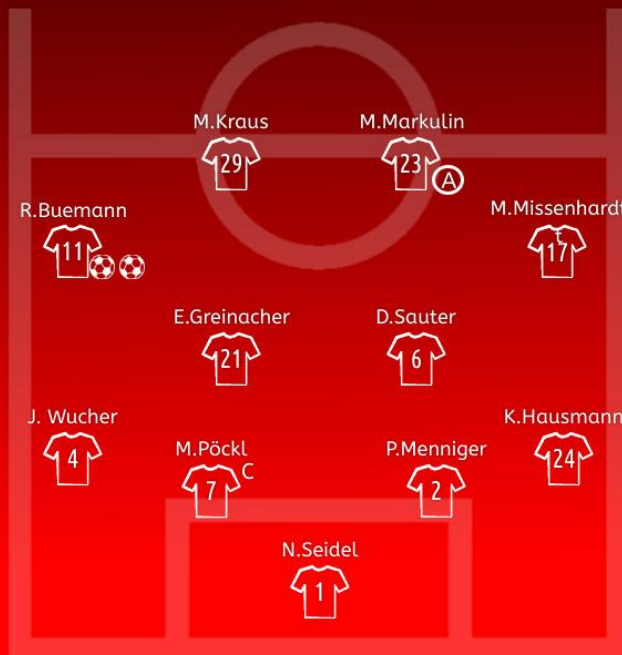 M.Kraus
29
M.Markulin
23
A
R.Buemann
11
M.Missenhardt
17
E.Greinacher
21
D.Sauter
6
J. Wucher
4
K.Hausmann
24
M.Pöckl
C
7
P.Menniger
2
N.Seidel
1